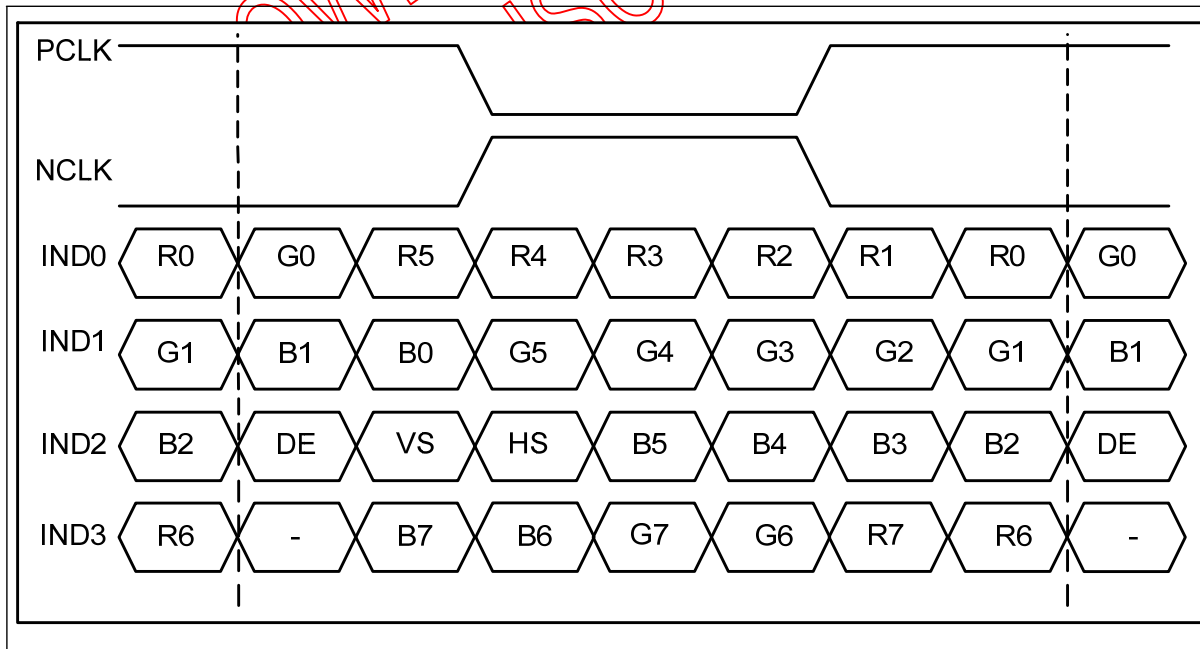 PCLK
NCLK
IND0 R0 G0 R5 R4 R3 R2 R1 R0 G0
IND1 G1 B1 B0 G5 G4 G3 G2 G1 B1
IND2 B2 DE VS HS B5 B4 B3 B2 DE
IND3 R6 - B7 B6 G7 G6 R7 R6 -